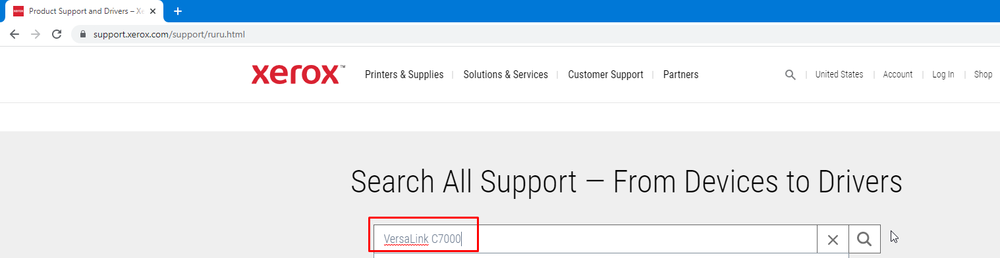 xerox Product Support and Drivers – Xe
support.xerox.com/support/ruru.html
xerox™ Printers & Supplies Solutions & Services Customer Support Partners United States Account Log In Shop
Search All Support — From Devices to Drivers
VersaLink C7000